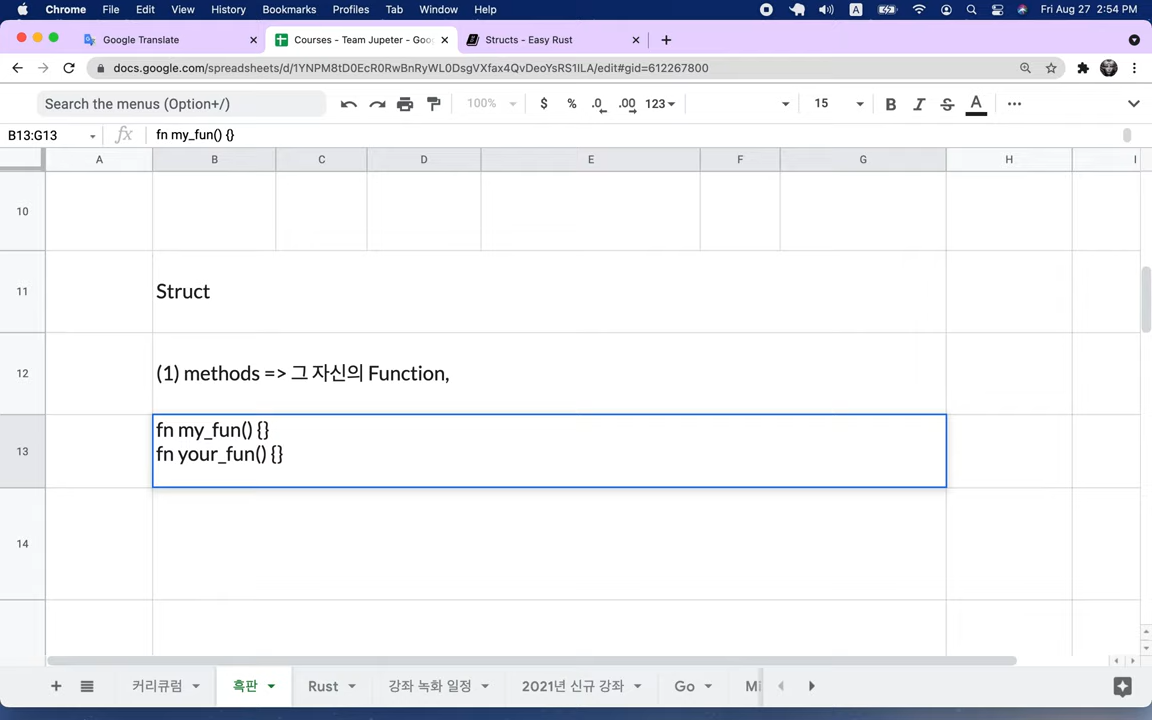 Chrome File Edit View History Bookmarks Profiles Tab Window Help A Fri Aug 27 2:54 PM
Google Translate Courses - Team Jupeter - Goo Structs - Easy Rust
docs.google.com/spreadsheets/d/1YNPM8tD0EcR0RwBnRyWL0DsgVXfax4QvDeoYsRS1ILA/edit#gid=612267800
Search the menus (Option+/) 100% $ % .0 .00 123 15 B I S A
B13:G13 fx fn my_fun() {}
A B C D E F G H I
10
11 Struct
12 (1) methods => 그 자신의 Function,
fn my_fun() {}
13 fn your_fun() {}
14
커리큘럼 흑판 Rust 강좌 녹화 일정 2021년 신규 강좌 Go Mi